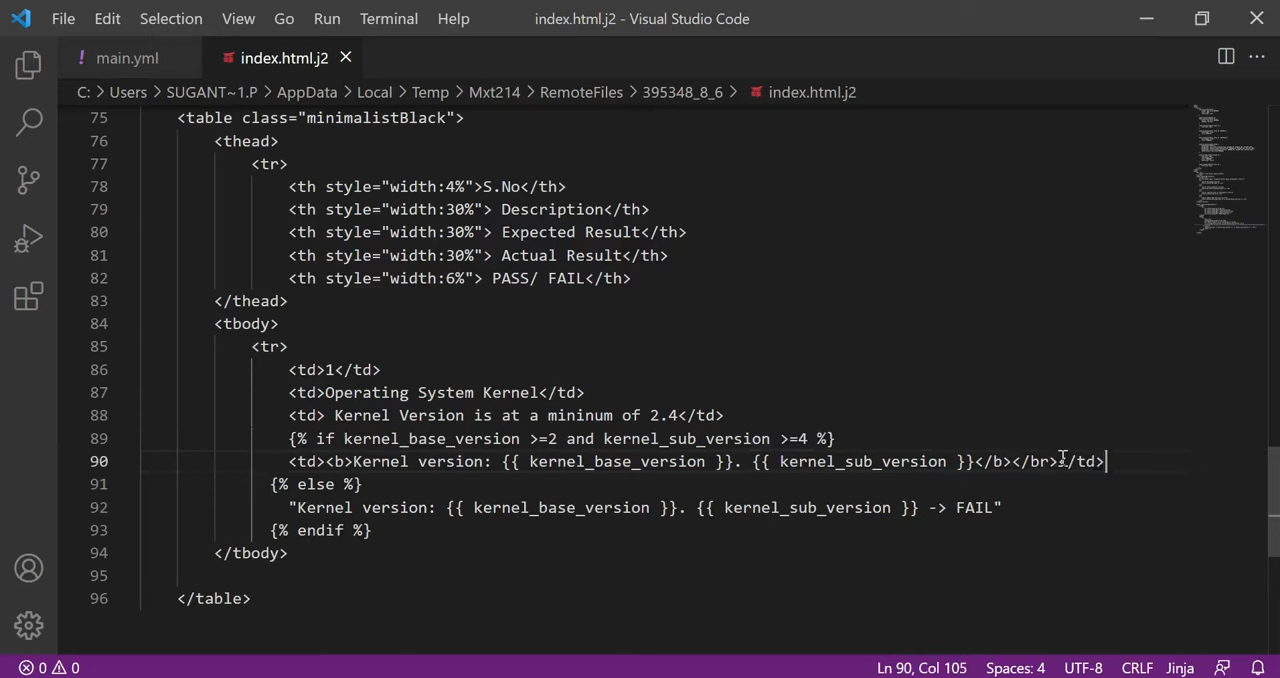 File Edit Selection View Go Run Terminal Help index.html.j2 - Visual Studio Code
! main.yml index.html.j2
C: > Users > SUGANT~1.P > AppData > Local > Temp > Mxt214 > RemoteFiles > 395348_8_6 > index.html.j2
75 <table class="minimalistBlack">
76 <thead>
77 <tr>
78 <th style="width:4%">S.No</th>
79 <th style="width:30%"> Description</th>
80 <th style="width:30%"> Expected Result</th>
81 <th style="width:30%"> Actual Result</th>
82 <th style="width:6%"> PASS/ FAIL</th>
83 </thead>
84 <tbody>
85 <tr>
86 <td>1</td>
87 <td>Operating System Kernel</td>
88 <td> Kernel Version is at a mininum of 2.4</td>
89 {% if kernel_base_version >=2 and kernel_sub_version >=4 %}
90 <td><b>Kernel version: {{ kernel_base_version }}. {{ kernel_sub_version }}</b></br></td>
91 {% else %}
92 "Kernel version: {{ kernel_base_version }}. {{ kernel_sub_version }} -> FAIL"
93 {% endif %}
94 </tbody>
95
96 </table>
0 0 Ln 90, Col 105 Spaces: 4 UTF-8 CRLF Jinja